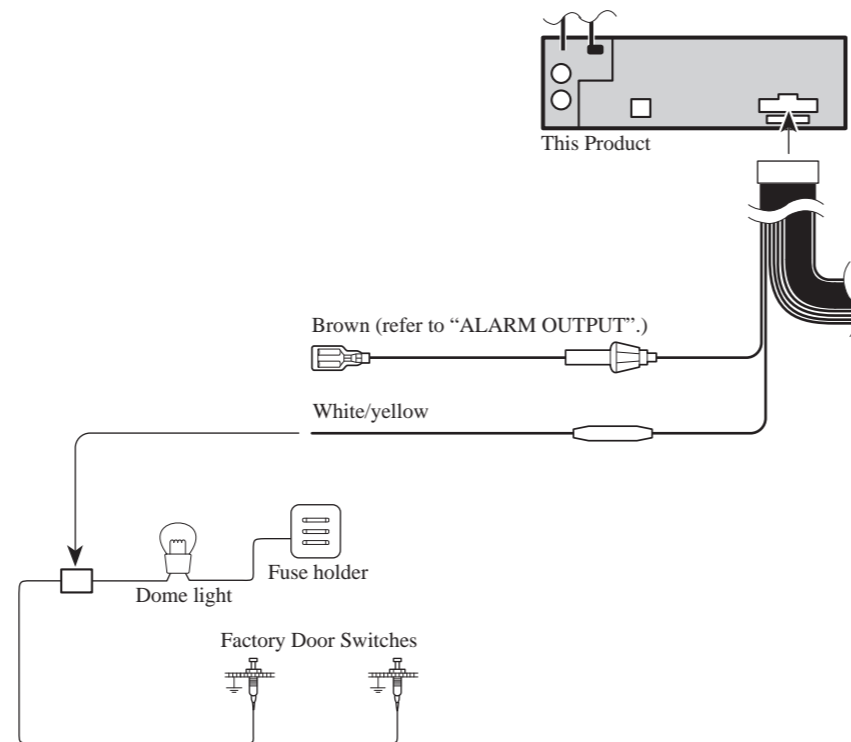 This Product
Brown (refer to “ALARM OUTPUT”.)
White/yellow
Fuse holder
Dome light
Factory Door Switches